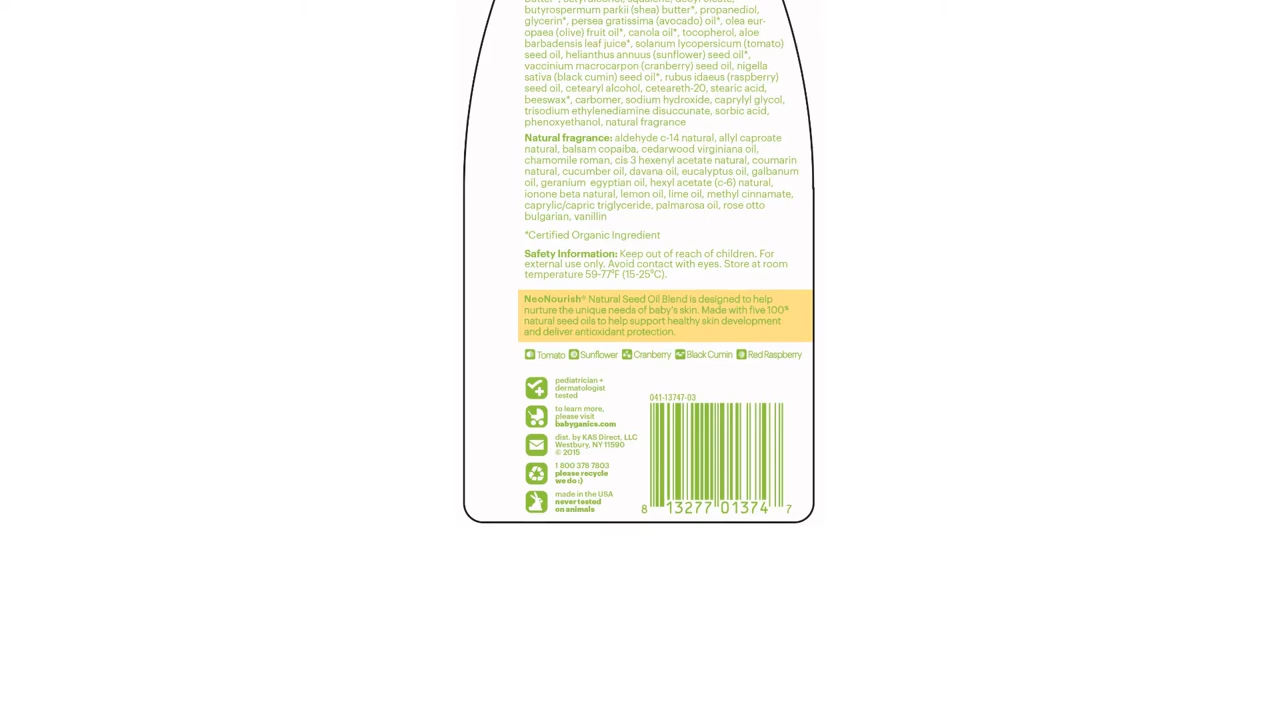 butyrospermum parkii (shea) butter*, propanediol,
glycerin*, persea gratissima (avocado) oil*, olea eur-
opaea (olive) fruit oil*, canola oil*, tocopherol, aloe
barbadensis leaf juice*, solanum lycopersicum (tomato)
seed oil, helianthus annuus (sunflower) seed oil*,
vaccinium macrocarpon (cranberry) seed oil, nigella
sativa (black cumin) seed oil*, rubus idaeus (raspberry)
seed oil, cetearyl alcohol, ceteareth-20, stearic acid,
beeswax*, carbomer, sodium hydroxide, caprylyl glycol,
trisodium ethylenediamine disuccunate, sorbic acid,
phenoxyethanol, natural fragrance
Natural fragrance: aldehyde c-14 natural, allyl caproate
natural, balsam copaiba, cedarwood virginiana oil,
chamomile roman, cis 3 hexenyl acetate natural, coumarin
natural, cucumber oil, davana oil, eucalyptus oil, galbanum
oil, geranium egyptian oil, hexyl acetate (c-6) natural,
ionone beta natural, lemon oil, lime oil, methyl cinnamate,
caprylic/capric triglyceride, palmarosa oil, rose otto
bulgarian, vanillin
*Certified Organic Ingredient
Safety Information: Keep out of reach of children. For
external use only. Avoid contact with eyes. Store at room
temperature 59-77°F (15-25°C).
NeoNourish® Natural Seed Oil Blend is designed to help
nurture the unique needs of baby's skin. Made with five 100%
natural seed oils to help support healthy skin development
and deliver antioxidant protection.
Tomato Sunflower Cranberry Black Cumin Red Raspberry
pediatrician +
dermatologist
tested
to learn more,
please visit
babyganics.com
dist. by KAS Direct, LLC
Westbury, NY 11590
© 2015
1 800 378 7803
please recycle
we do :)
made in the USA
never tested
on animals
041-13747-03
8 13277 01374 7